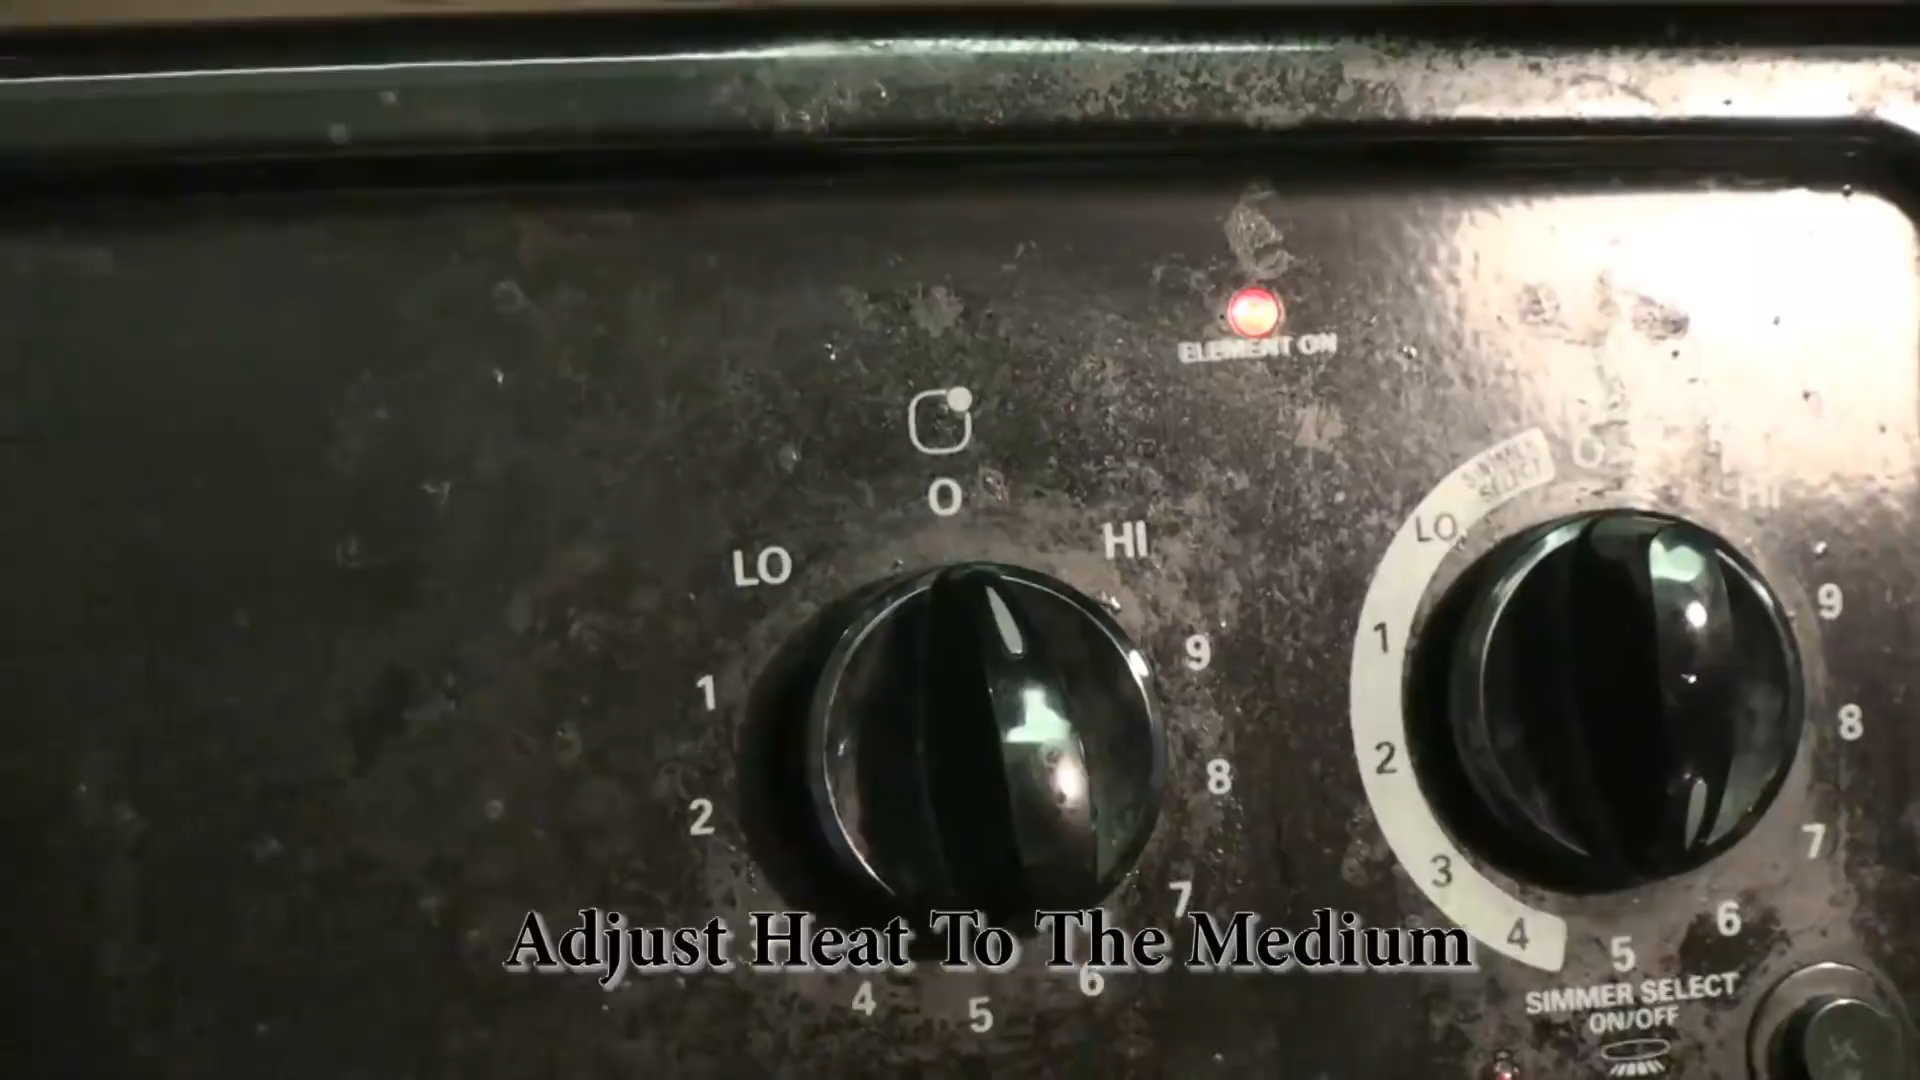 ELEMENT ON
O
LO
HI
1
9
2
8
7
4
5
6
SIMMER
SELECT
O
LO
HI
1
9
2
8
3
7
4
5
6
SIMMER SELECT
ON/OFF
Adjust Heat To The Medium